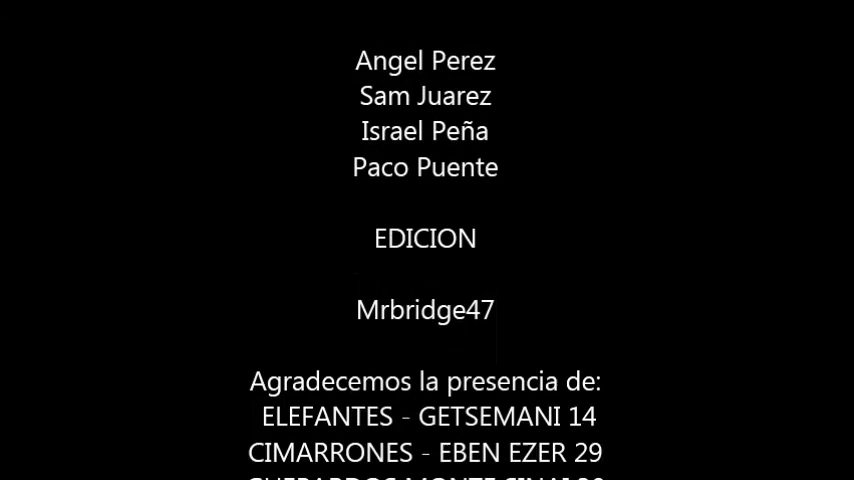 Angel Perez
Sam Juarez
Israel Peña
Paco Puente
EDICION
Mrbridge47
Agradecemos la presencia de:
ELEFANTES - GETSEMANI 14
CIMARRONES - EBEN EZER 29